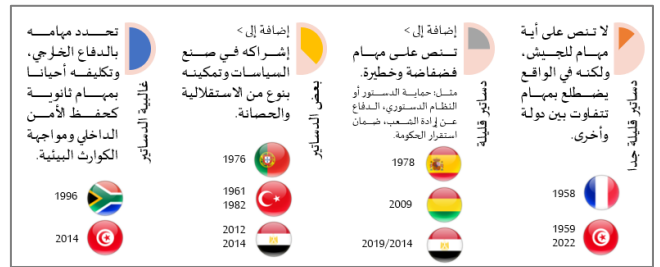 دساتير قليلة جدا
لا تنص على أية
مهام للجيش،
ولكنه في الواقع
يضطلع بمهام
تتفاوت بين دولة
وأخرى.
1958
1959
2022
دساتير قليلة
إضافة إلى >
تنص على مهام
فضفاضة وخطيرة.
مثل: حماية الدستور أو
النظام الدستوري، الدفاع
عن إرادة الشعب، ضمان
استقرار الحكومة.
1978
2009
2019/2014
بعض الدساتير
إضافة إلى >
إشراكه في صنع
السياسات وتمكينه
بنوع من الاستقلالية
والحصانة.
1976
1961
1982
2012
2014
غالبية الدساتير
تحدد مهامه
بالدفاع الخارجي،
وتكليفه أحيانا
بمهام ثانوية
كحفظ الأمن
الداخلي ومواجهة
الكوارث البيئية.
1996
2014